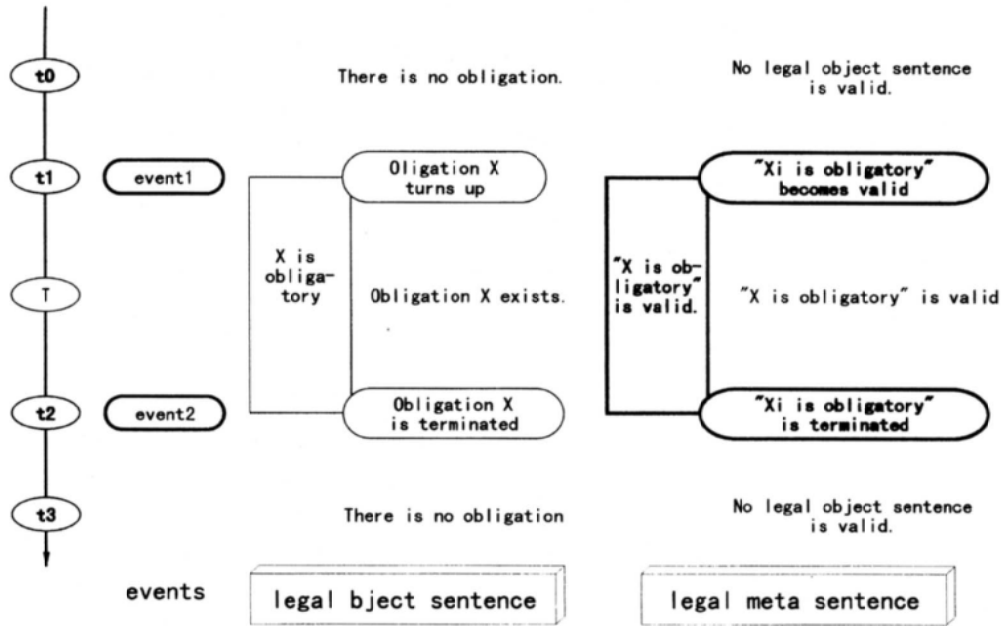 t0
There is no obligation.
No legal object sentence
is valid.
t1
event1
Oligation X
turns up
"Xi is obligatory"
becomes valid
X is
obliga-
tory
"X is ob-
ligatory"
is valid.
T
Obligation X exists.
"X is obligatory" is valid
t2
event2
Obligation X
is terminated
"Xi is obligatory"
is terminated
t3
There is no obligation
No legal object sentence
is valid.
events
legal bject sentence
legal meta sentence